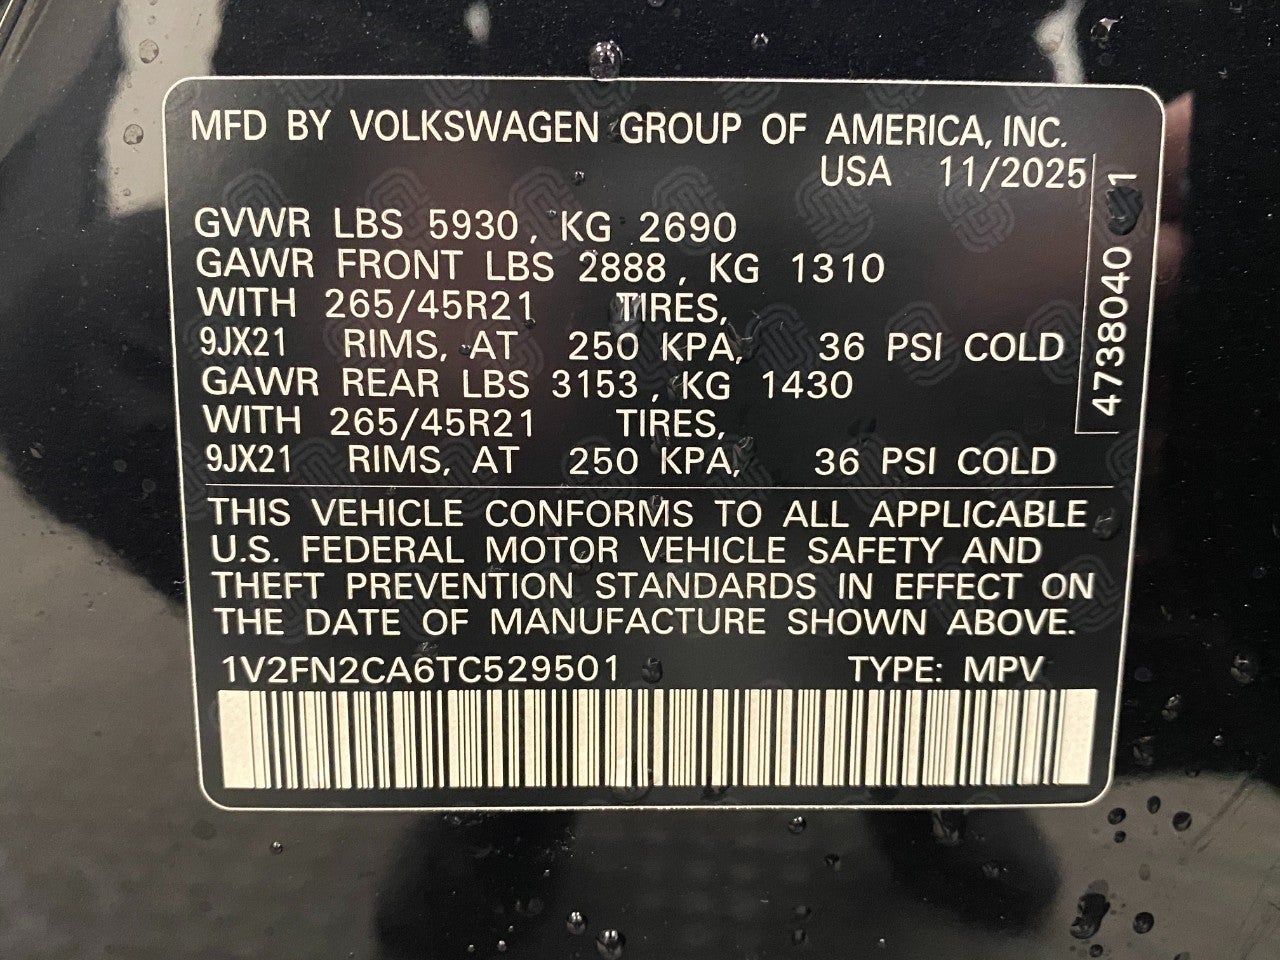 MFD BY VOLKSWAGEN GROUP OF AMERICA, INC.
USA 11/2025
GVWR LBS 5930, KG 2690
GAWR FRONT LBS 2888, KG 1310
WITH 265/45R21 TIRES,
9JX21 RIMS, AT 250 KPA, 36 PSI COLD
GAWR REAR LBS 3153, KG 1430
WITH 265/45R21 TIRES,
9JX21 RIMS, AT 250 KPA, 36 PSI COLD
THIS VEHICLE CONFORMS TO ALL APPLICABLE
U.S. FEDERAL MOTOR VEHICLE SAFETY AND
THEFT PREVENTION STANDARDS IN EFFECT ON
THE DATE OF MANUFACTURE SHOWN ABOVE.
1V2FN2CA6TC529501 TYPE: MPV
4738040